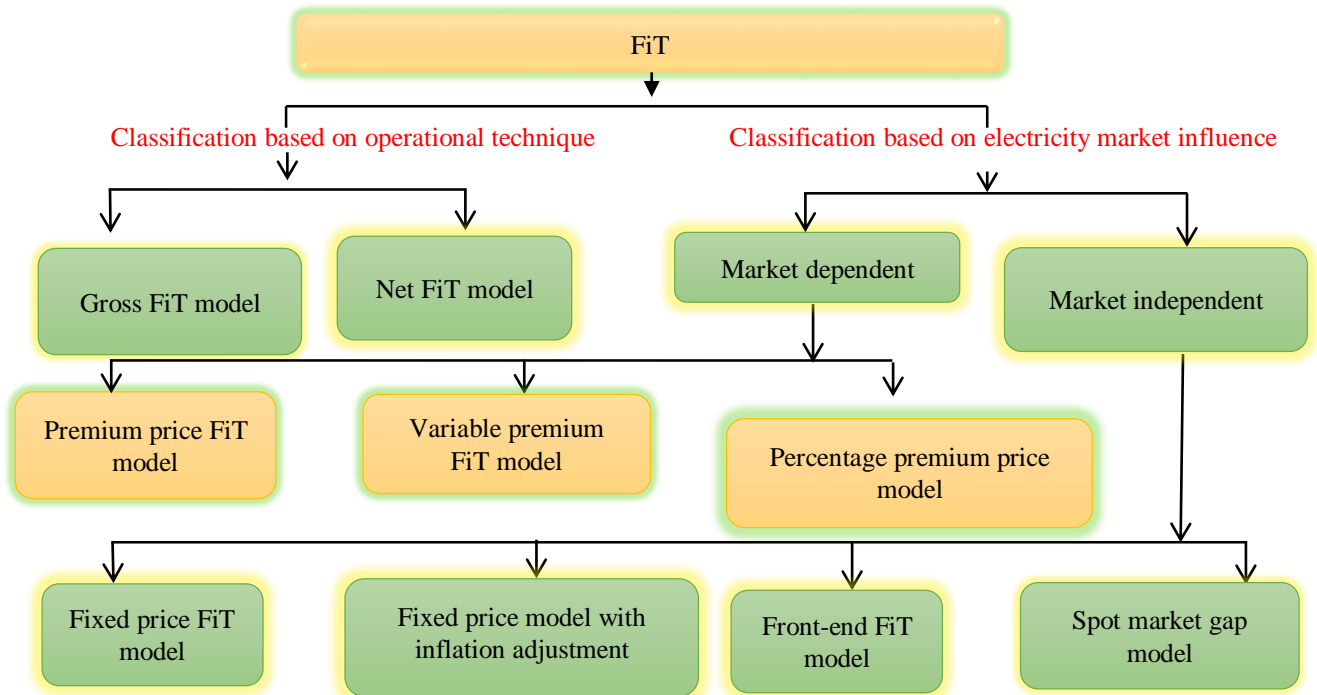 FiT
Classification based on operational technique
Classification based on electricity market influence
Gross FiT model
Net FiT model
Market dependent
Market independent
Premium price FiT
model
Variable premium
FiT model
Percentage premium price
model
Fixed price FiT
model
Fixed price model with
inflation adjustment
Front-end FiT
model
Spot market gap
model